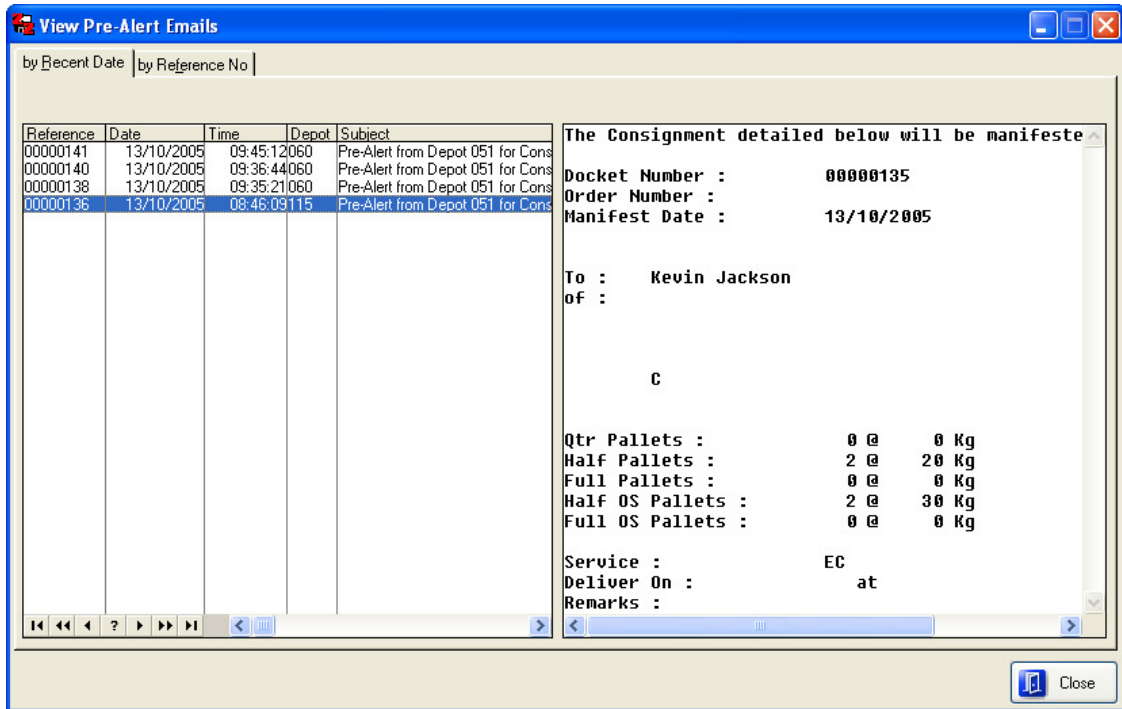 View Pre-Alert Emails
by Recent Date by Reference No
Reference Date Time Depot Subject
00000141 13/10/2005 09:45:12 060 Pre-Alert from Depot 051 for Cons
00000140 13/10/2005 09:36:44 060 Pre-Alert from Depot 051 for Cons
00000138 13/10/2005 09:35:21 060 Pre-Alert from Depot 051 for Cons
00000136 13/10/2005 08:46:09 115 Pre-Alert from Depot 051 for Cons
The Consignment detailed below will be manifeste
Docket Number : 00000135
Order Number :
Manifest Date : 13/10/2005
To : Kevin Jackson
of :
C
Qtr Pallets : 0 @ 0 Kg
Half Pallets : 2 @ 20 Kg
Full Pallets : 0 @ 0 Kg
Half OS Pallets : 2 @ 30 Kg
Full OS Pallets : 0 @ 0 Kg
Service : EC
Deliver On : at
Remarks :
?
Close